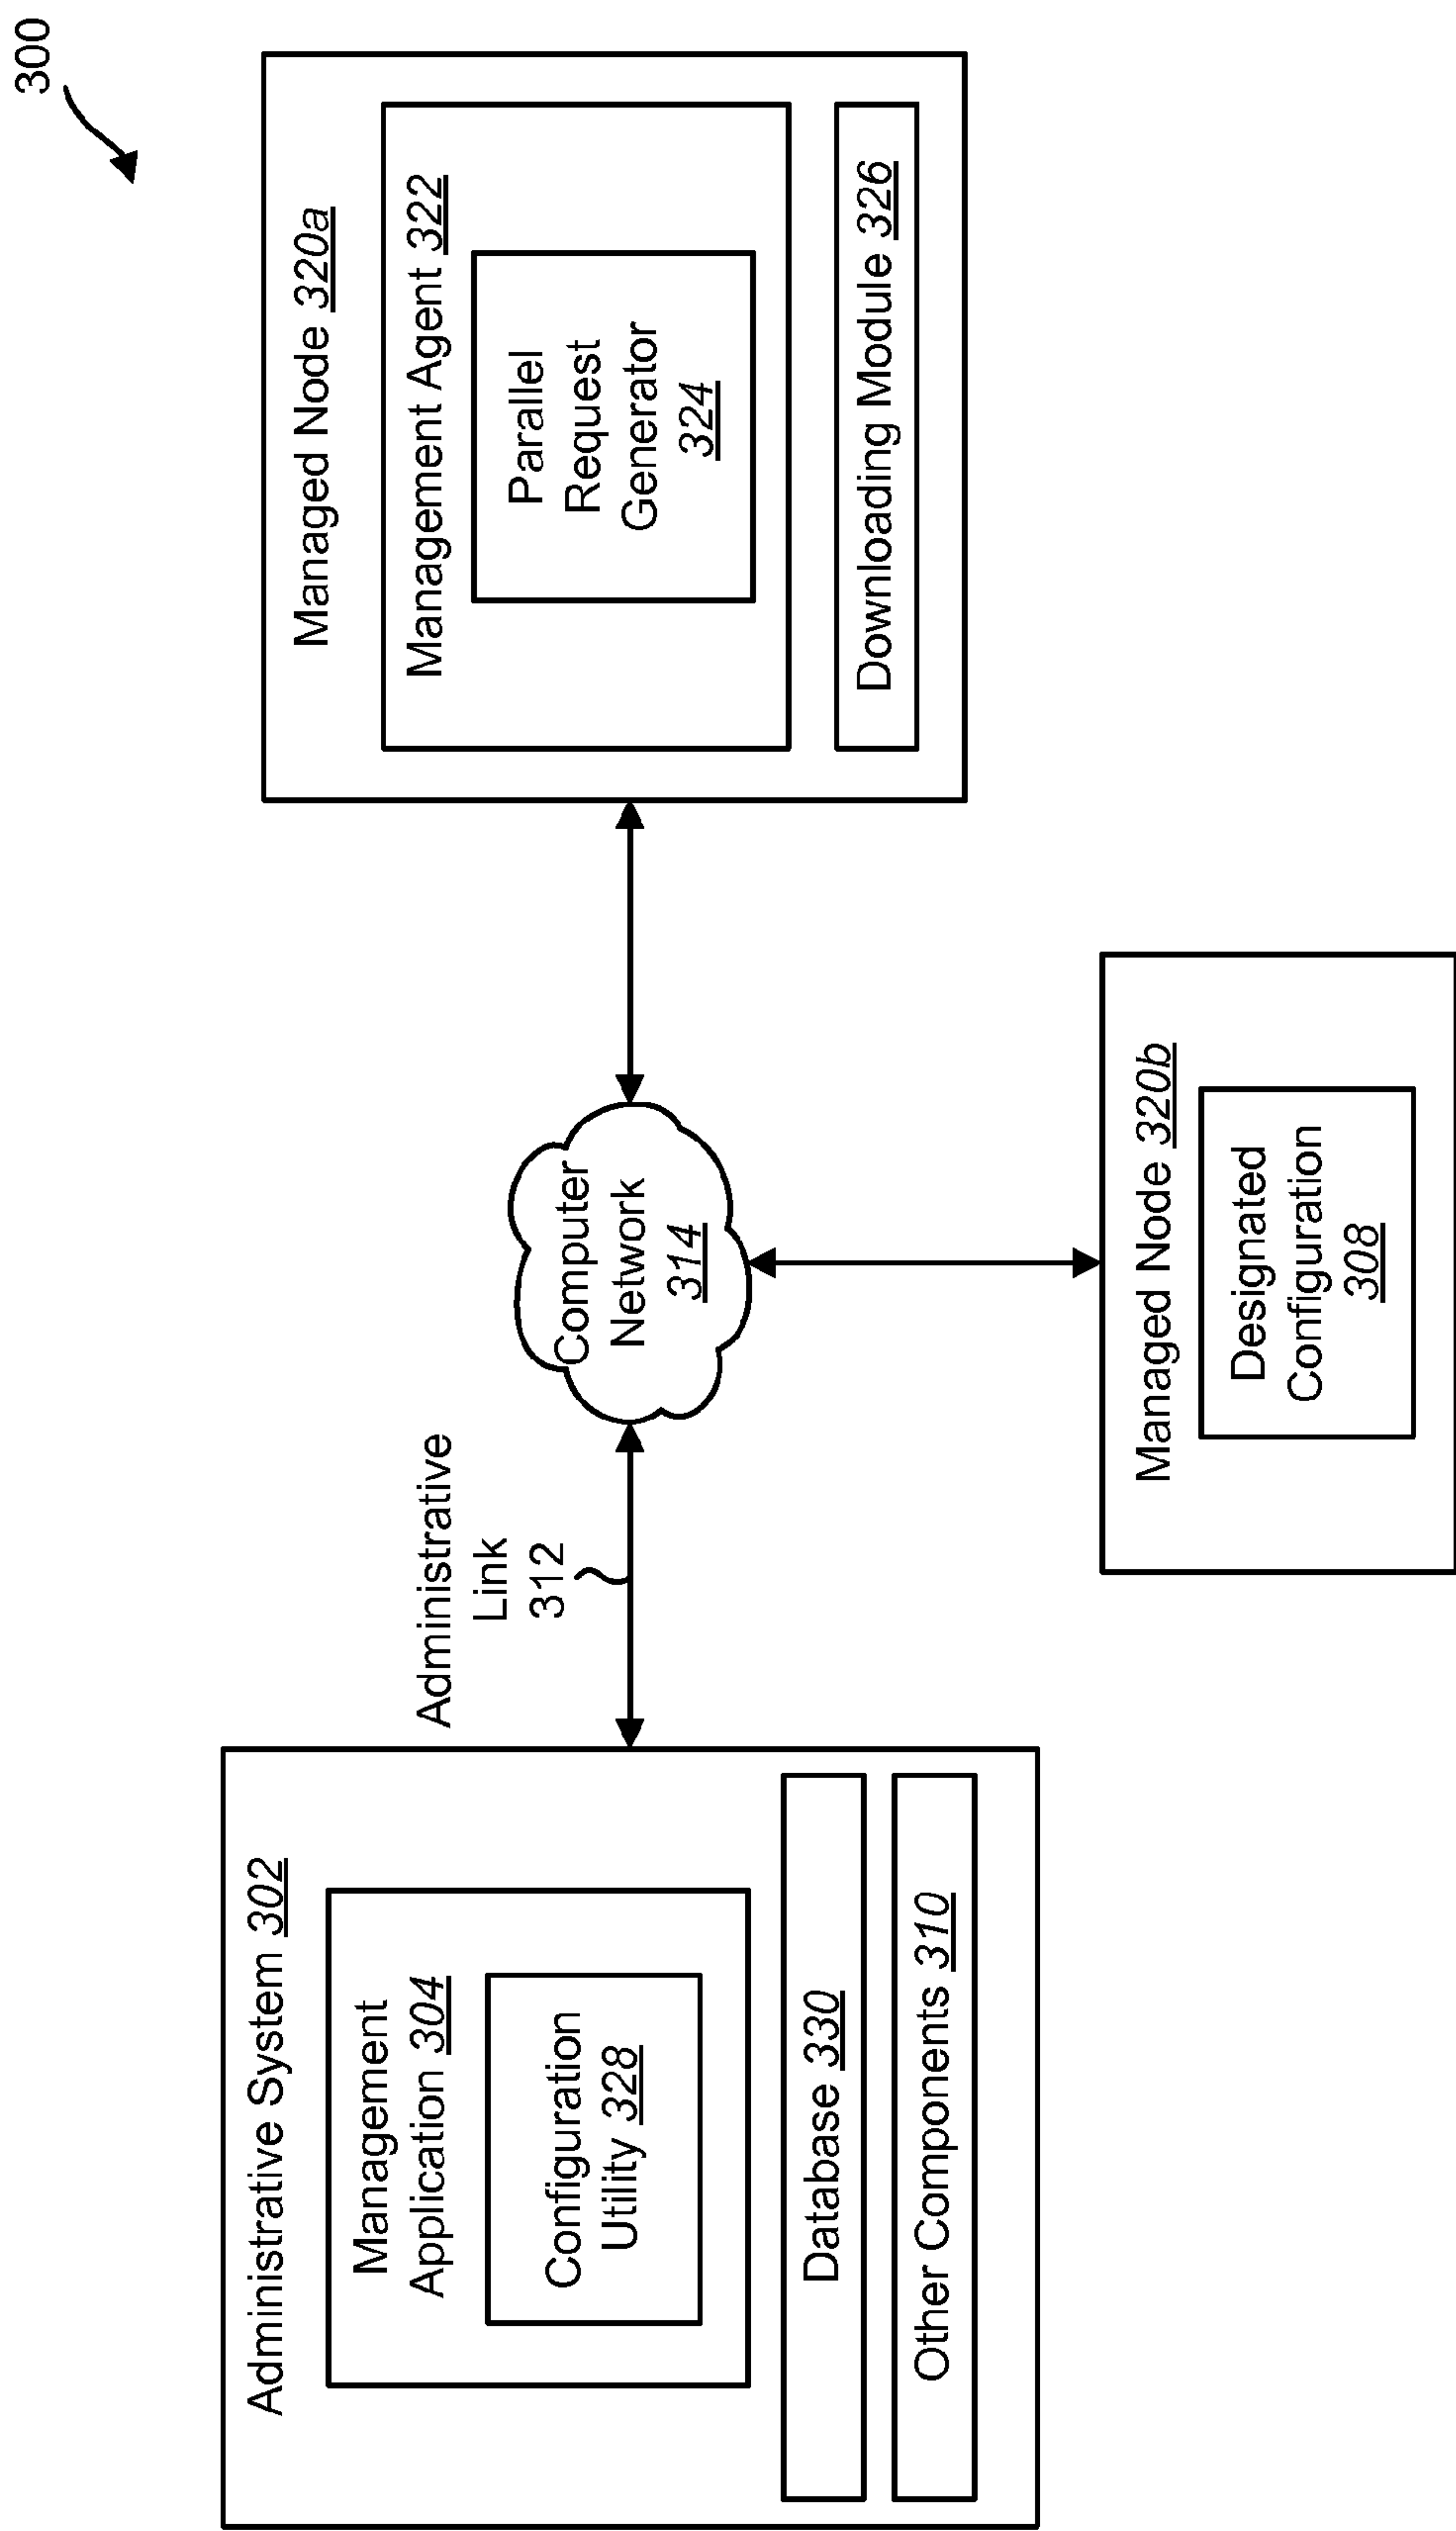 300
Administrative System 302
Management
Application 304
Configuration
Utility 328
Database 330
Other Components 310
Administrative
Link
312
Computer
Network
314
Managed Node 320a
Management Agent 322
Parallel
Request
Generator
324
Downloading Module 326
Managed Node 320b
Designated
Configuration
308